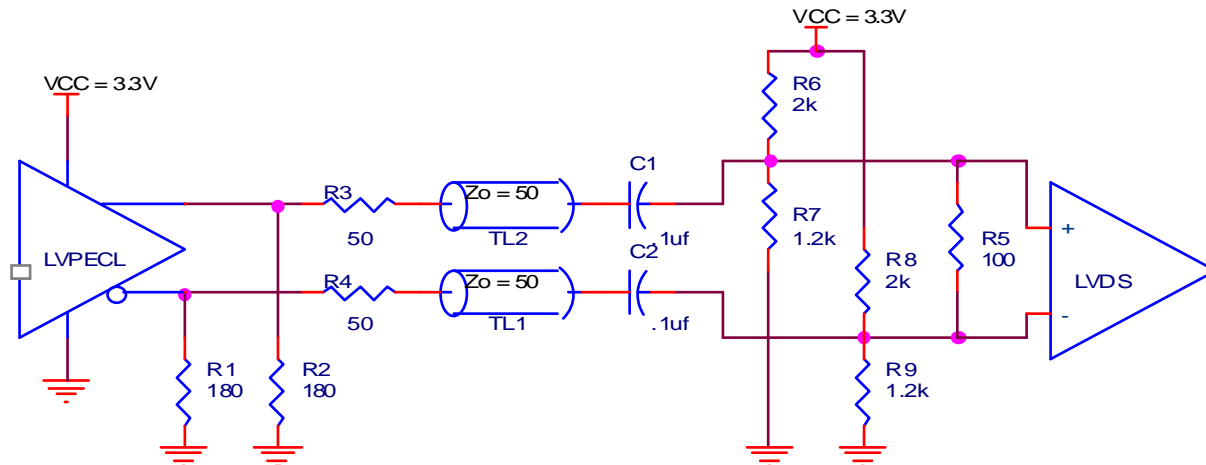 VCC = 3.3V
VCC = 3.3V
R6
2k
C1
R3
Zo = 50
R7
1.2k
50
TL2
.1uf
+
LVPECL
C2
R5
100
R8
2k
LVDS
R4
Zo = 50
50
TL1
.1uf
-
R1
180
R2
180
R9
1.2k